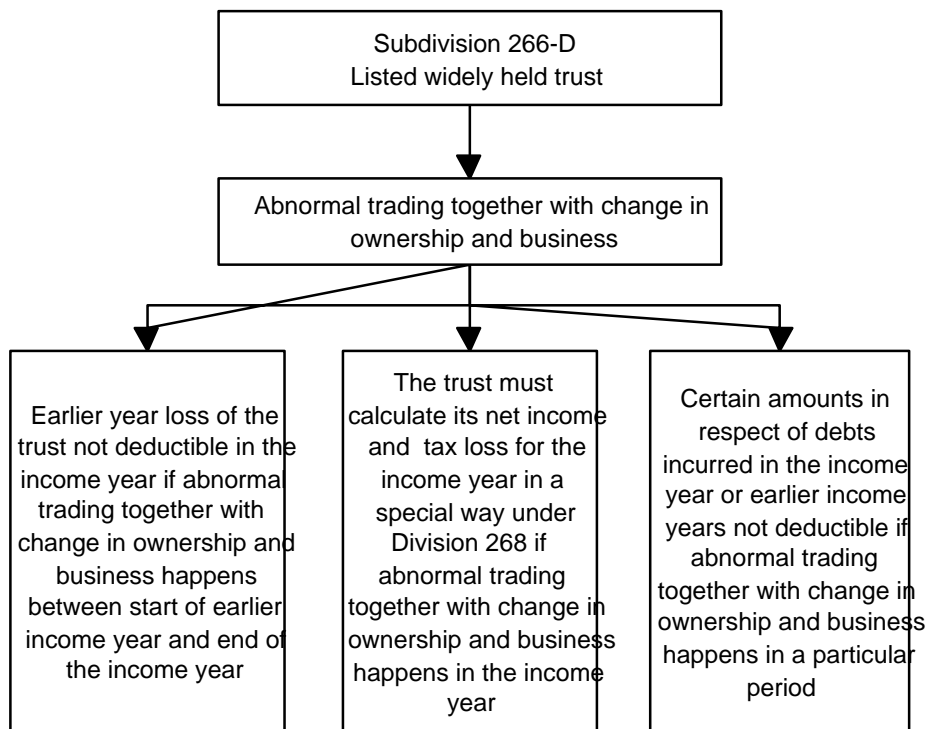 Subdivision 266-D
Listed widely held trust
Abnormal trading together with change in
ownership and business
Earlier year loss of the
trust not deductible in the
income year if abnormal
trading together with
change in ownership and
business happens
between start of earlier
income year and end of
the income year
The trust must
calculate its net income
and tax loss for the
income year in a
special way under
Division 268 if
abnormal trading
together with change in
ownership and business
happens in the income
year
Certain amounts in
respect of debts
incurred in the income
year or earlier income
years not deductible if
abnormal trading
together with change in
ownership and business
happens in a particular
period